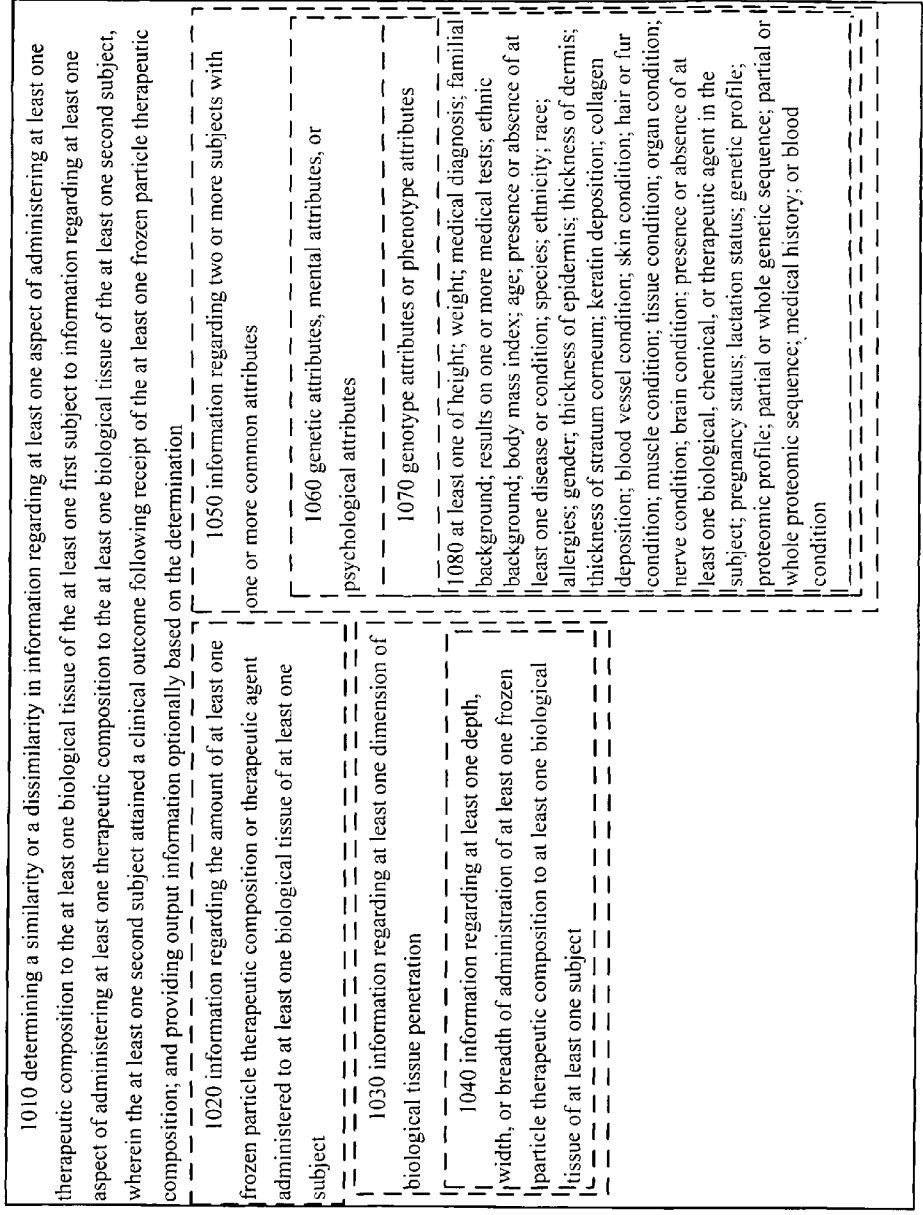 1010 determining a similarity or a dissimilarity in information regarding at least one aspect of administering at least one
therapeutic composition to the at least one biological tissue of the at least one first subject to information regarding at least one
aspect of administering at least one therapeutic composition to the at least one biological tissue of the at least one second subject,
wherein the at least one second subject attained a clinical outcome following receipt of the at least one frozen particle therapeutic
composition; and providing output information optionally based on the determination
1020 information regarding the amount of at least one
frozen particle therapeutic composition or therapeutic agent
administered to at least one biological tissue of at least one
subject
1030 information regarding at least one dimension of
biological tissue penetration
1040 information regarding at least one depth,
width, or breadth of administration of at least one frozen
particle therapeutic composition to at least one biological
tissue of at least one subject
1050 information regarding two or more subjects with
one or more common attributes
1060 genetic attributes, mental attributes, or
psychological attributes
1070 genotype attributes or phenotype attributes
1080 at least one of height; weight; medical diagnosis; familial
background; results on one or more medical tests; ethnic
background; body mass index; age; presence or absence of at
least one disease or condition; species; ethnicity; race;
allergies; gender; thickness of epidermis; thickness of dermis;
thickness of stratum corneum; keratin deposition; collagen
deposition; blood vessel condition; skin condition; hair or fur
condition; muscle condition; tissue condition; organ condition;
nerve condition; brain condition; presence or absence of at
least one biological, chemical, or therapeutic agent in the
subject; pregnancy status; lactation status; genetic profile;
proteomic profile; partial or whole genetic sequence; partial or
whole proteomic sequence; medical history; or blood
condition